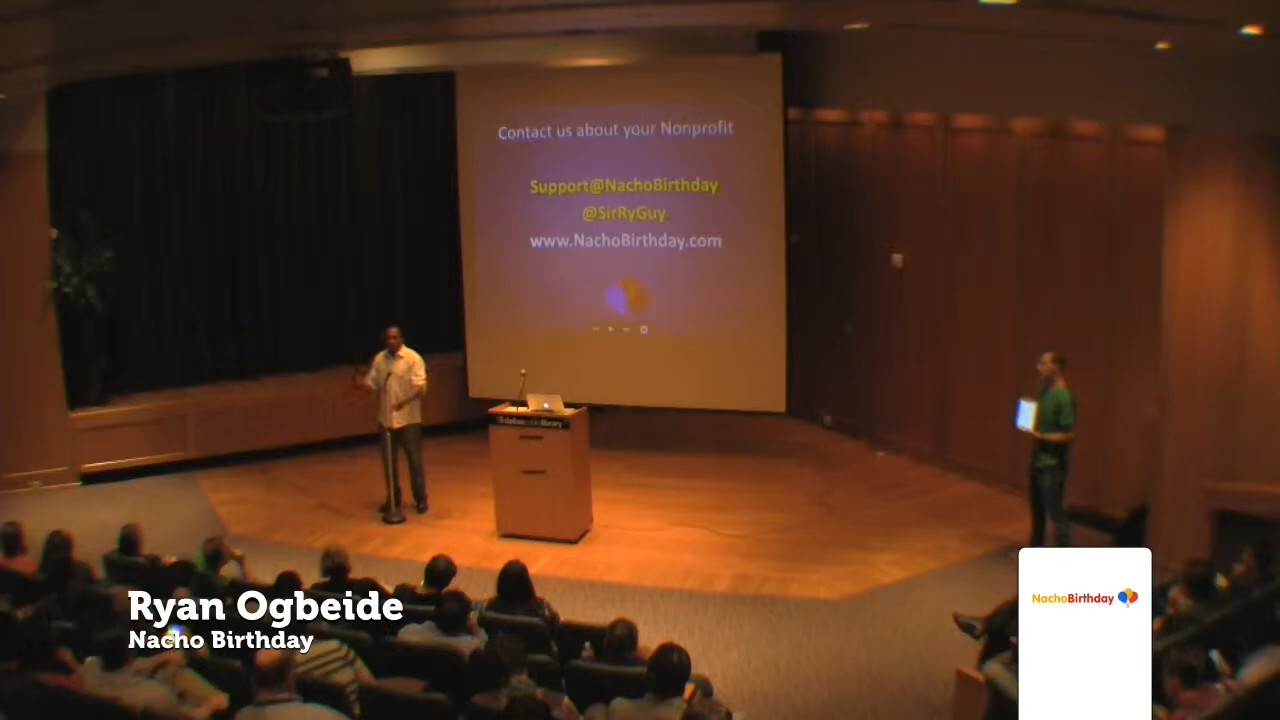 Contact us about your Nonprofit
Support@NachoBirthday
@SirRyGuy
www.NachoBirthday.com
Ryan Ogbeide
Nacho Birthday
NachoBirthday